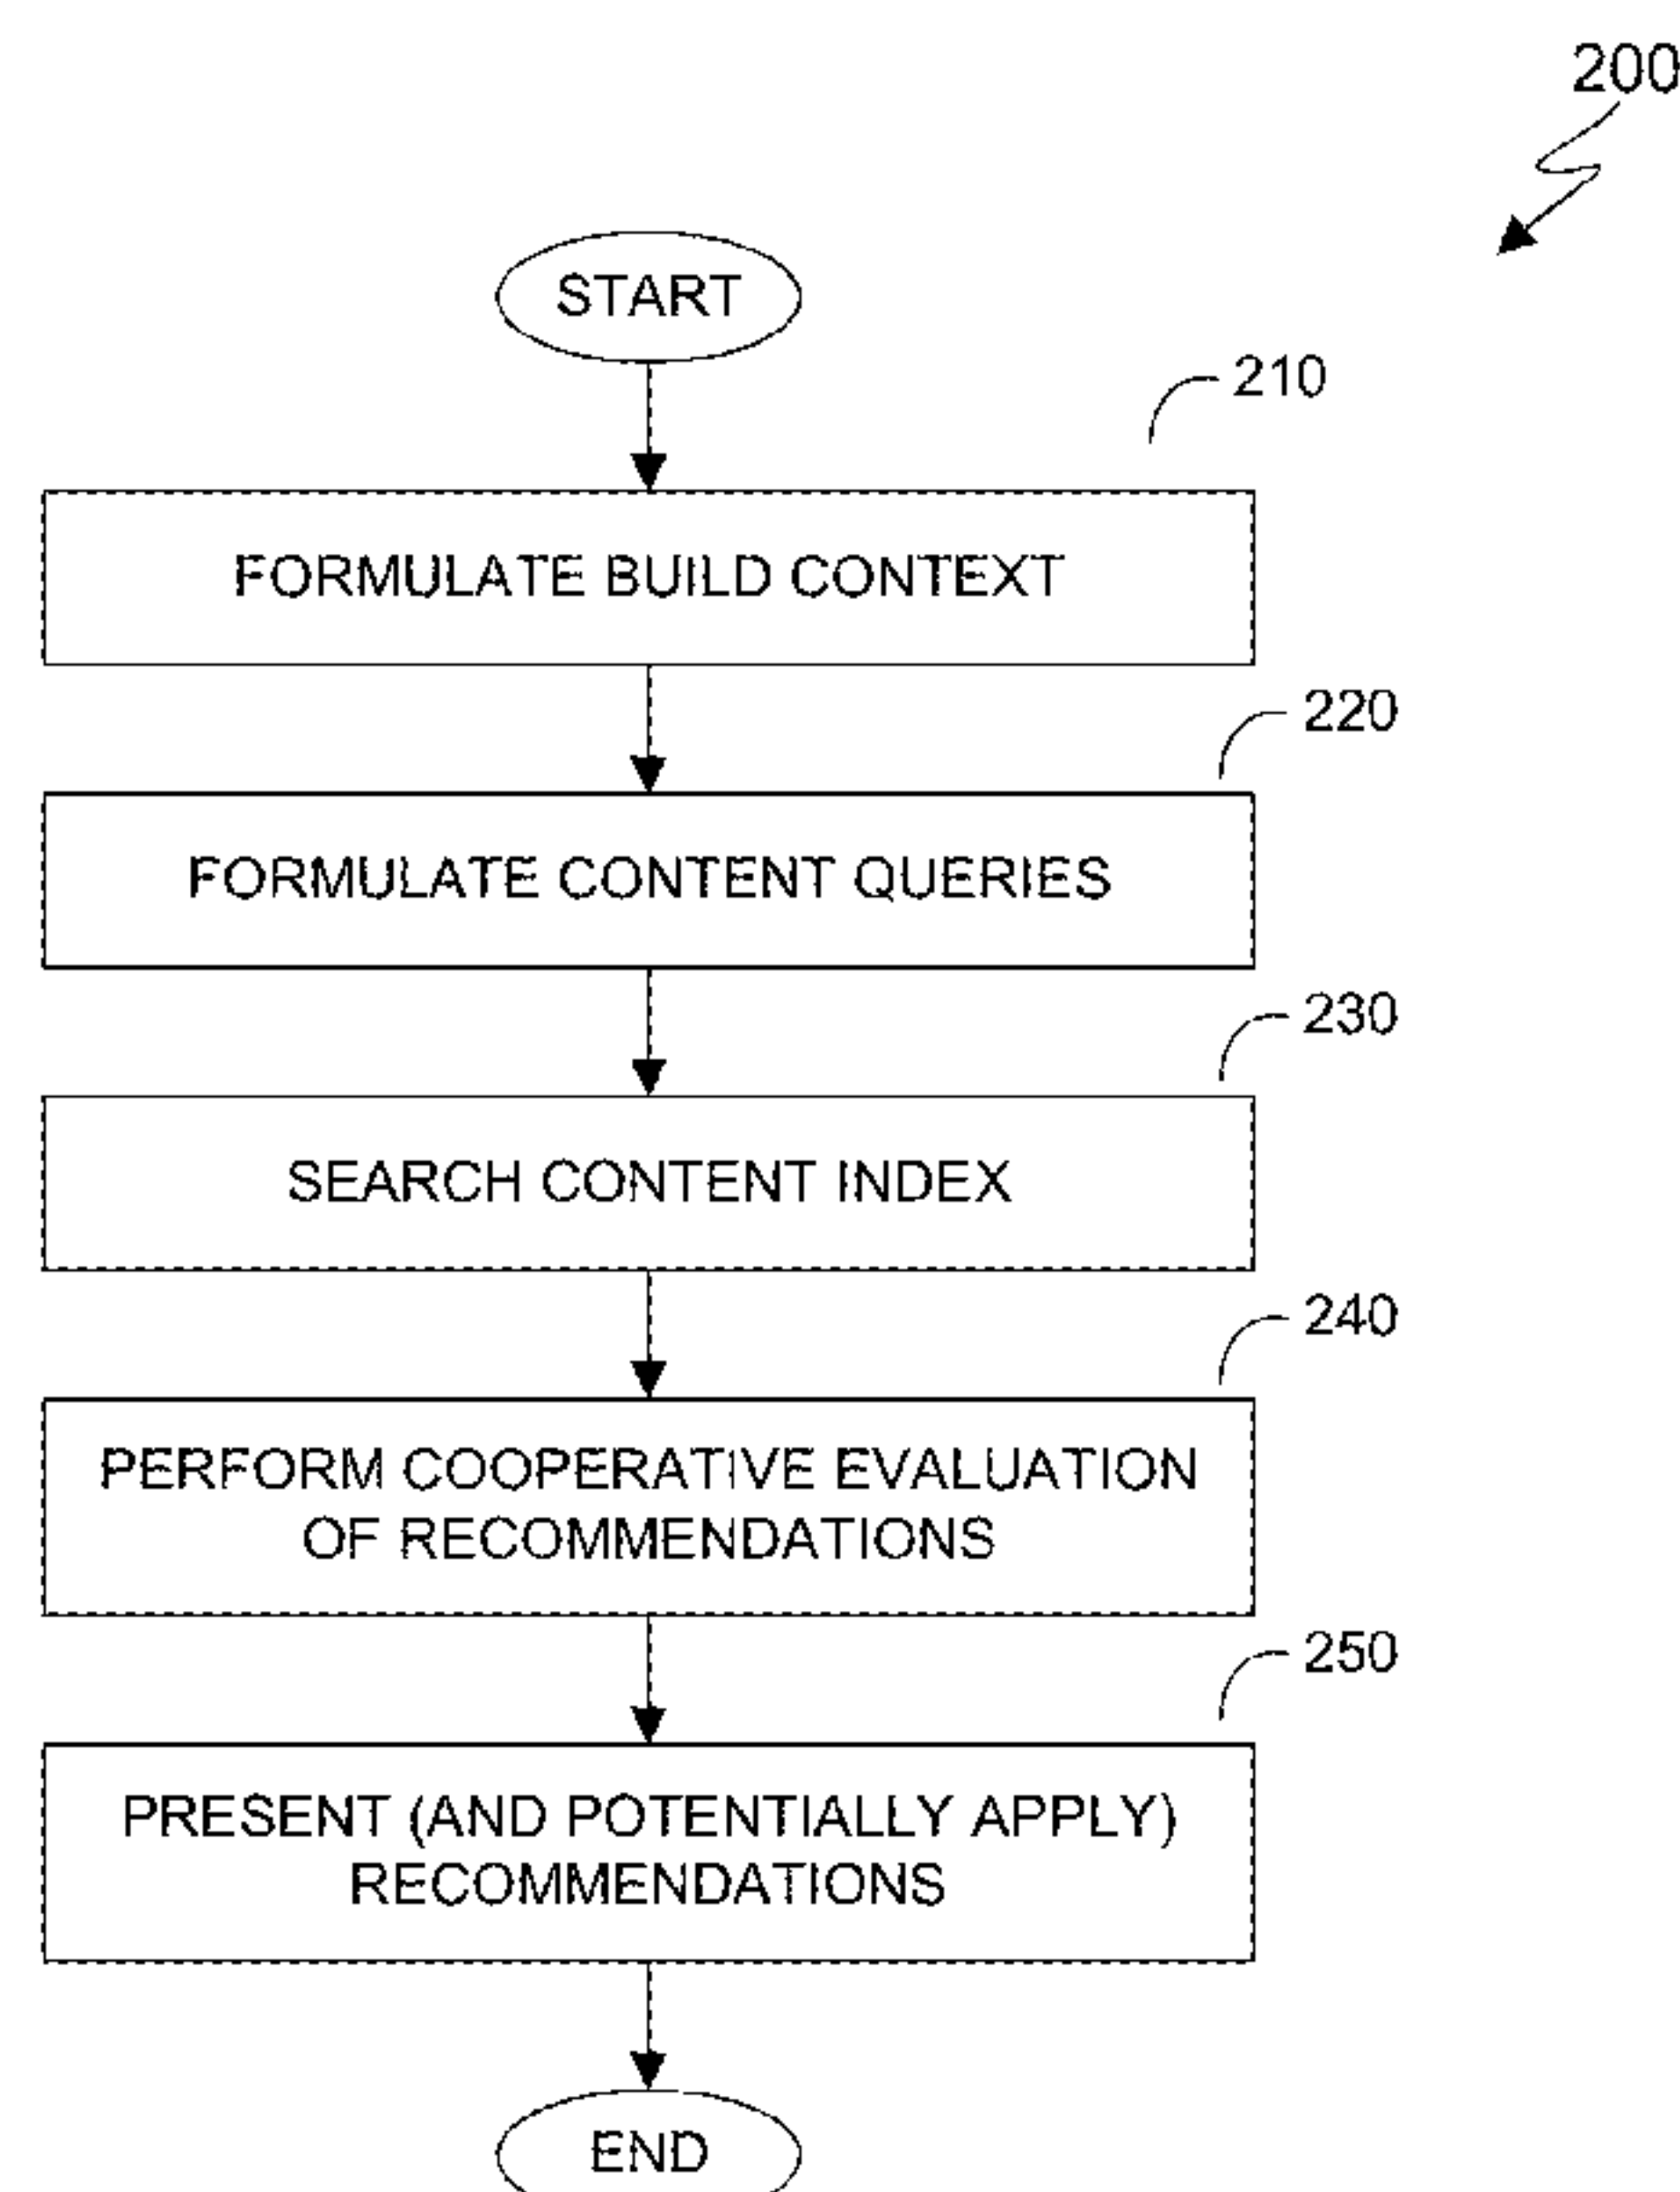 200
START
210
FORMULATE BUILD CONTEXT
220
FORMULATE CONTENT QUERIES
230
SEARCH CONTENT INDEX
240
PERFORM COOPERATIVE EVALUATION
OF RECOMMENDATIONS
250
PRESENT (AND POTENTIALLY APPLY)
RECOMMENDATIONS
END